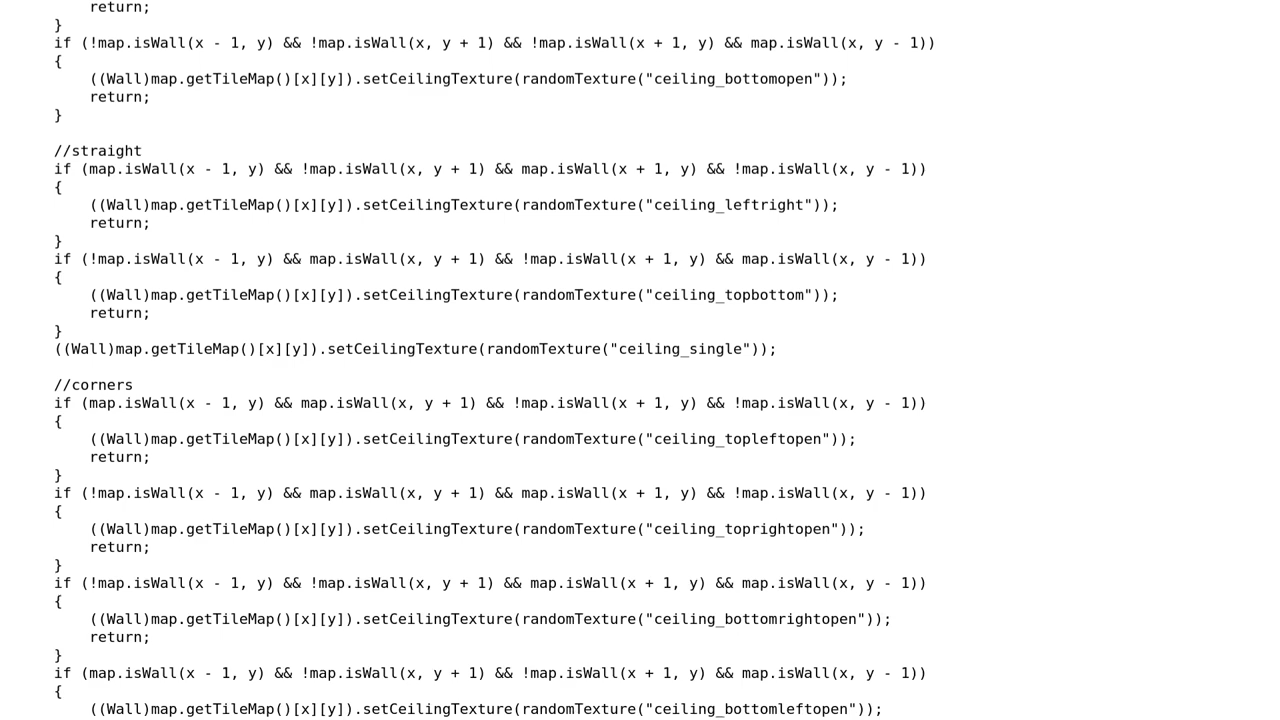 return;
}
if (!map.isWall(x - 1, y) && !map.isWall(x, y + 1) && !map.isWall(x + 1, y) && map.isWall(x, y - 1))
{
((Wall)map.getTileMap()[x][y]).setCeilingTexture(randomTexture("ceiling_bottomopen"));
return;
}
//straight
if (map.isWall(x - 1, y) && !map.isWall(x, y + 1) && map.isWall(x + 1, y) && !map.isWall(x, y - 1))
{
((Wall)map.getTileMap()[x][y]).setCeilingTexture(randomTexture("ceiling_leftright"));
return;
}
if (!map.isWall(x - 1, y) && map.isWall(x, y + 1) && !map.isWall(x + 1, y) && map.isWall(x, y - 1))
{
((Wall)map.getTileMap()[x][y]).setCeilingTexture(randomTexture("ceiling_topbottom"));
return;
}
((Wall)map.getTileMap()[x][y]).setCeilingTexture(randomTexture("ceiling_single"));
//corners
if (map.isWall(x - 1, y) && map.isWall(x, y + 1) && !map.isWall(x + 1, y) && !map.isWall(x, y - 1))
{
((Wall)map.getTileMap()[x][y]).setCeilingTexture(randomTexture("ceiling_topleftopen"));
return;
}
if (!map.isWall(x - 1, y) && map.isWall(x, y + 1) && map.isWall(x + 1, y) && !map.isWall(x, y - 1))
{
((Wall)map.getTileMap()[x][y]).setCeilingTexture(randomTexture("ceiling_toprightopen"));
return;
}
if (!map.isWall(x - 1, y) && !map.isWall(x, y + 1) && map.isWall(x + 1, y) && map.isWall(x, y - 1))
{
((Wall)map.getTileMap()[x][y]).setCeilingTexture(randomTexture("ceiling_bottomrightopen"));
return;
}
if (map.isWall(x - 1, y) && !map.isWall(x, y + 1) && !map.isWall(x + 1, y) && map.isWall(x, y - 1))
{
((Wall)map.getTileMap()[x][y]).setCeilingTexture(randomTexture("ceiling_bottomleftopen"));